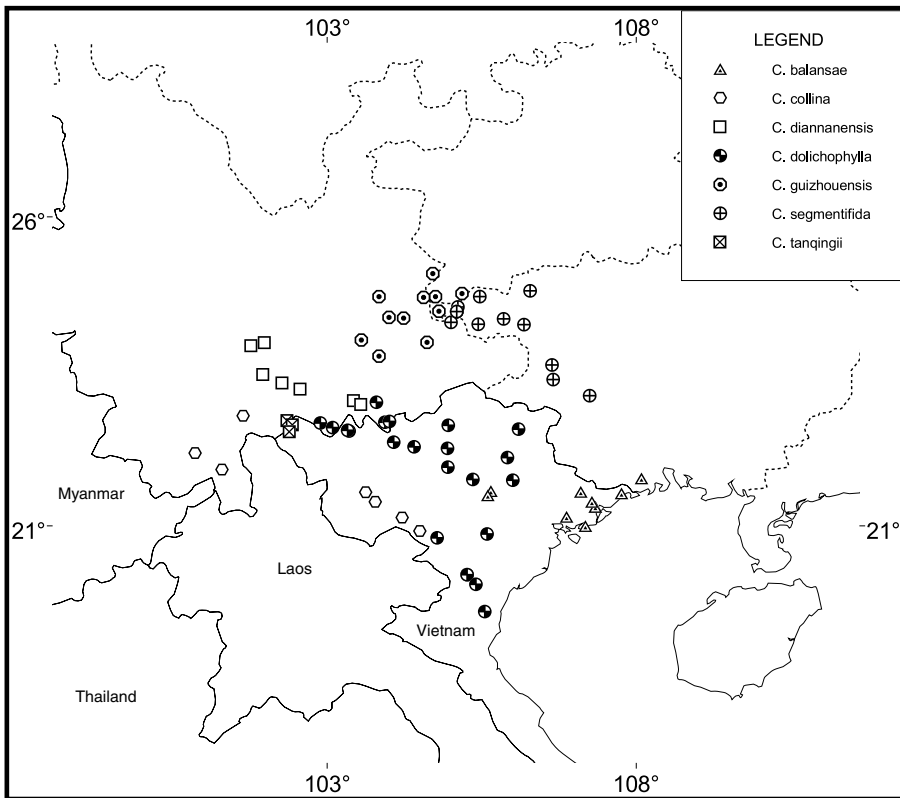 103°
108°
LEGEND
C. balansae
C. collina
C. diannanensis
C. dolichophylla
C. guizhouensis
C. segmentifida
C. tanqingii
26°
Myanmar
21°
21°
Laos
Vietnam
Thailand
103°
108°